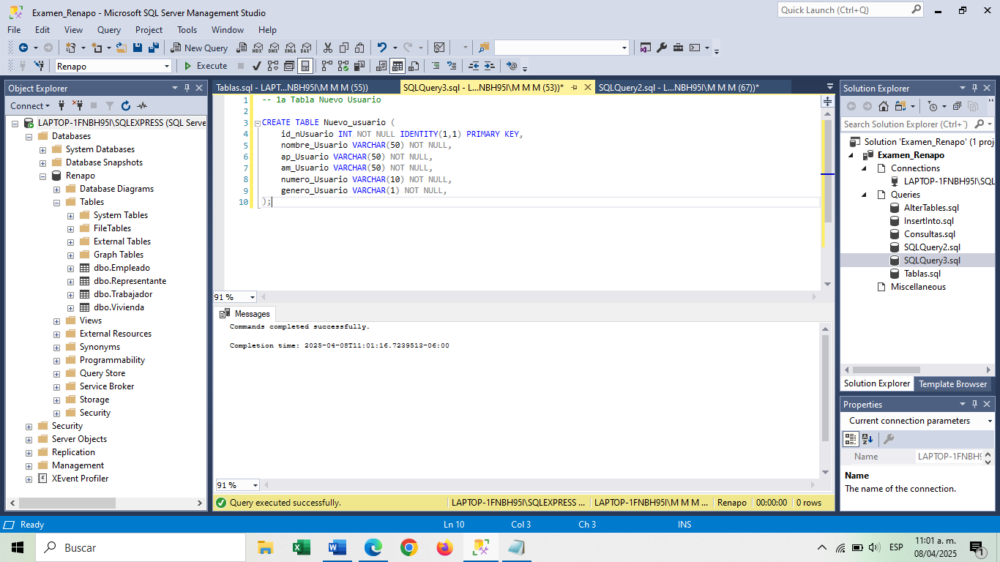 Examen_Renapo - Microsoft SQL Server Management Studio
Quick Launch (Ctrl+Q)
File Edit View Query Project Tools Window Help
New Query
MDX DMX XMLA DAX
Renapo
Execute
Object Explorer
Connect
LAPTOP-1FNBH95I\SQLEXPRESS (SQL Serve
Databases
System Databases
Database Snapshots
Renapo
Database Diagrams
Tables
System Tables
FileTables
External Tables
Graph Tables
dbo.Empleado
dbo.Representante
dbo.Trabajador
dbo.Vivienda
Views
External Resources
Synonyms
Programmability
Query Store
Service Broker
Storage
Security
Security
Server Objects
Replication
Management
XEvent Profiler
Tablas.sql - LAPT...NBH95I\M M M (55))
SQLQuery3.sql - L...NBH95I\M M M (53))*
SQLQuery2.sql - L...NBH95I\M M M (67))*
1 -- 1a Tabla Nuevo Usuario
2
3 CREATE TABLE Nuevo_usuario (
4 id_nUsuario INT NOT NULL IDENTITY(1,1) PRIMARY KEY,
5 nombre_Usuario VARCHAR(50) NOT NULL,
6 ap_Usuario VARCHAR(50) NOT NULL,
7 am_Usuario VARCHAR(50) NOT NULL,
8 numero_Usuario VARCHAR(10) NOT NULL,
9 genero_Usuario VARCHAR(1) NOT NULL,
10 );
91 %
Messages
Commands completed successfully.
Completion time: 2025-04-08T11:01:16.7239513-06:00
91 %
Query executed successfully.
LAPTOP-1FNBH95I\SQLEXPRESS ...
LAPTOP-1FNBH95I\M M M ...
Renapo
00:00:00
0 rows
Solution Explorer
Search Solution Explorer (Ctrl+¨)
Solution 'Examen_Renapo' (1 proj
Examen_Renapo
Connections
LAPTOP-1FNBH95I\SQL
Queries
AlterTables.sql
InsertInto.sql
Consultas.sql
SQLQuery2.sql
SQLQuery3.sql
Tablas.sql
Miscellaneous
Solution Explorer
Template Browser
Properties
Current connection parameters
Name LAPTOP-1FNBH9
Name
The name of the connection.
Ready
Ln 10
Col 3
Ch 3
INS
Buscar
ESP
11:01 a. m.
08/04/2025
1